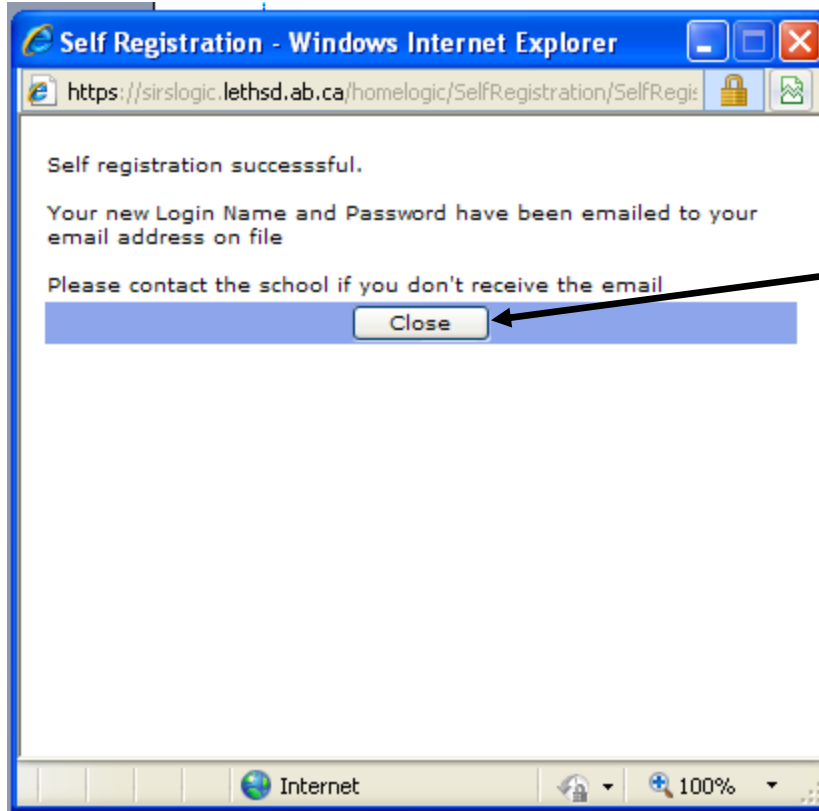 Self Registration - Windows Internet Explorer
https://sirslogic.lethsd.ab.ca/homelogic/SelfRegistration/SelfRegis
Self registration successsful.
Your new Login Name and Password have been emailed to your
email address on file
Please contact the school if you don't receive the email
Close
Internet
100%